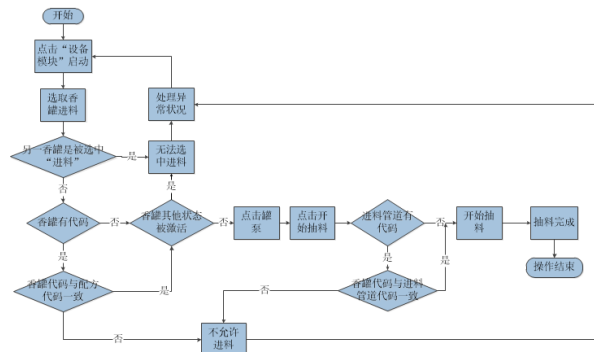 开始
点击“设备
模块”启动
选取香
罐进料
处理异
常状况
另一香罐是被选中
“进料”
是
无法选
中进料
否
是
香罐有代码
否
香罐其他状态
被激活
否
点击罐
泵
点击开
始抽料
进料管道有
代码
否
开始抽
料
抽料完成
是
是
是
操作结束
香罐代码与配方
代码一致
是
否
香罐代码与进料
管道代码一致
否
不允许
进料